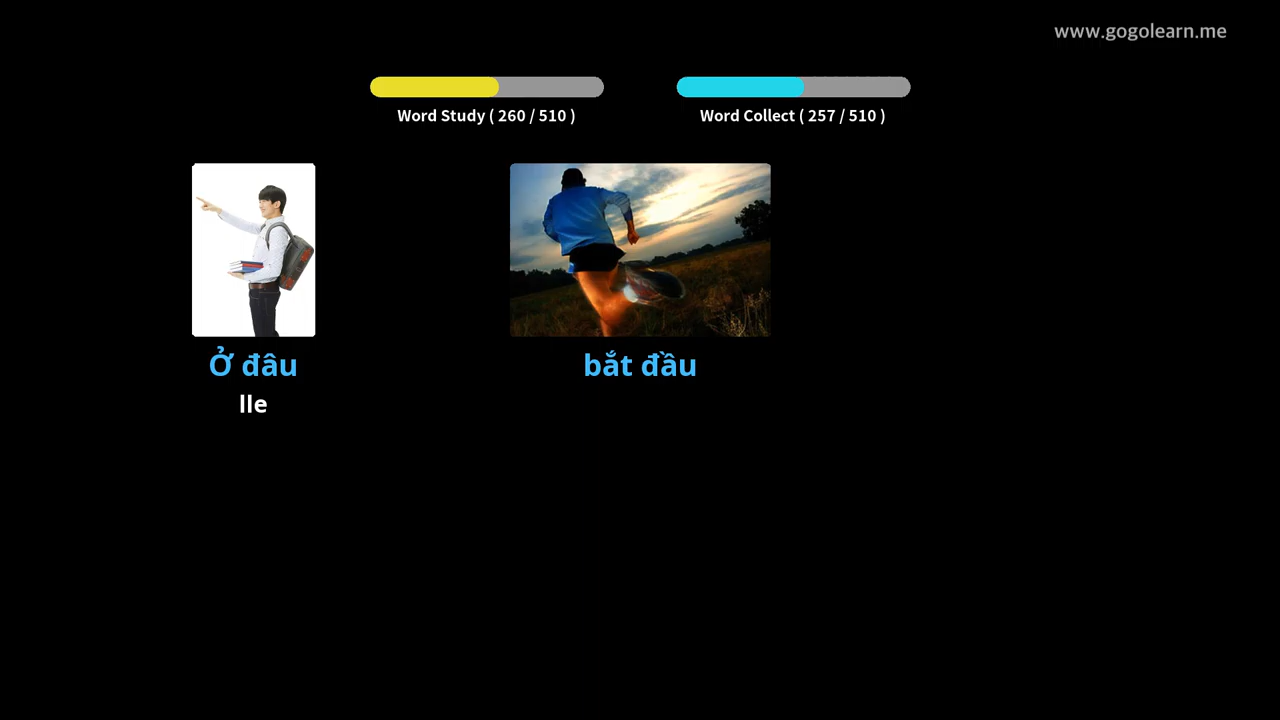 www.gogolearn.me
Word Study ( 260 / 510 )
Word Collect ( 257 / 510 )
Ở đâu
lle
bắt đầu